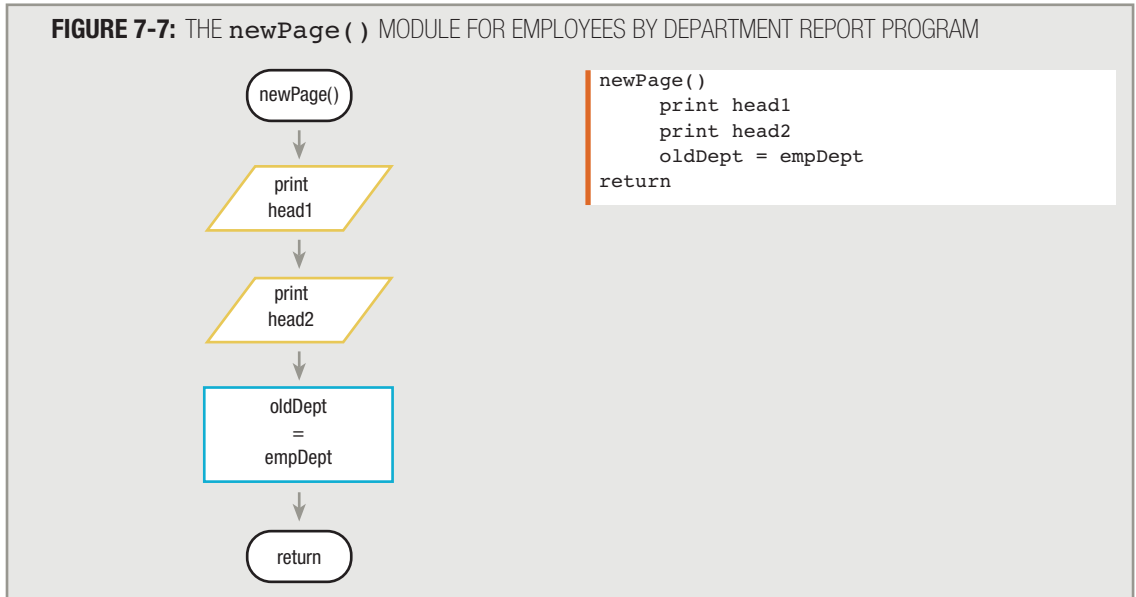 FIGURE 7-7: THE newPage() MODULE FOR EMPLOYEES BY DEPARTMENT REPORT PROGRAM
newPage()
print
head1
print
head2
oldDept
=
empDept
return
newPage()
print head1
print head2
oldDept = empDept
return